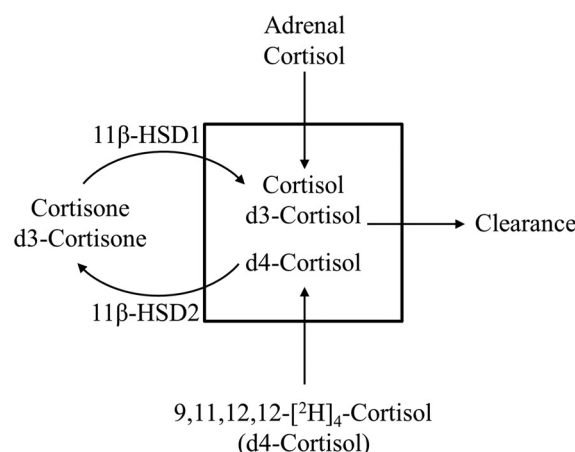 Adrenal
Cortisol
11β-HSD1
Cortisol
d3-Cortisol
Cortisone
d3-Cortisone
Clearance
d4-Cortisol
11β-HSD2
9,11,12,12-[²H]₄-Cortisol
(d4-Cortisol)